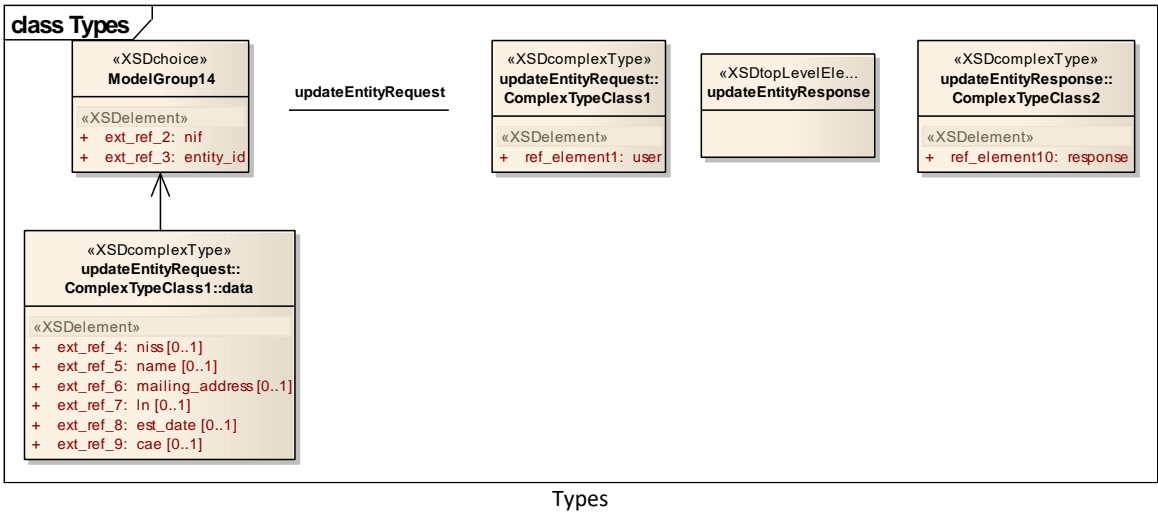 class Types
«XSDchoice»
ModelGroup14
«XSDelement»
+ ext_ref_2: nif
+ ext_ref_3: entity_id
updateEntityRequest
«XSDcomplexType»
updateEntityRequest::
ComplexTypeClass1
«XSDelement»
+ ref_element1: user
«XSDtopLevelEle...
updateEntityResponse
«XSDcomplexType»
updateEntityResponse::
ComplexTypeClass2
«XSDelement»
+ ref_element10: response
«XSDcomplexType»
updateEntityRequest::
ComplexTypeClass1::data
«XSDelement»
+ ext_ref_4: niss [0..1]
+ ext_ref_5: name [0..1]
+ ext_ref_6: mailing_address [0..1]
+ ext_ref_7: ln [0..1]
+ ext_ref_8: est_date [0..1]
+ ext_ref_9: cae [0..1]
Types